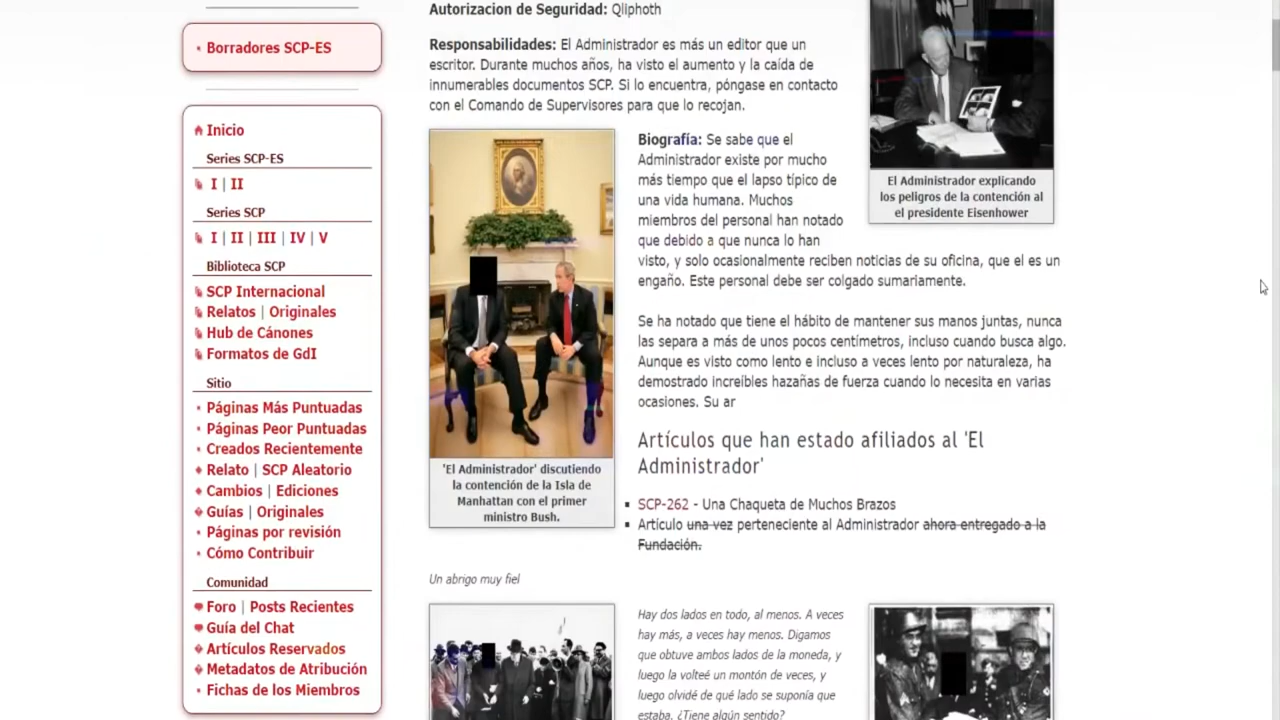 Borradores SCP-ES
Inicio
Series SCP-ES
I | II
Series SCP
I | II | III | IV | V
Biblioteca SCP
SCP Internacional
Relatos | Originales
Hub de Cánones
Formatos de GdI
Sitio
Páginas Más Puntuadas
Páginas Peor Puntuadas
Creados Recientemente
Relato | SCP Aleatorio
Cambios | Ediciones
Guías | Originales
Páginas por revisión
Cómo Contribuir
Comunidad
Foro | Posts Recientes
Guía del Chat
Artículos Reservados
Metadatos de Atribución
Fichas de los Miembros
Autorizacion de Seguridad: Qliphoth
Responsabilidades: El Administrador es más un editor que un
escritor. Durante muchos años, ha visto el aumento y la caída de
innumerables documentos SCP. Si lo encuentra, póngase en contacto
con el Comando de Supervisores para que lo recojan.
El Administrador explicando
los peligros de la contención al
el presidente Eisenhower
'El Administrador' discutiendo
la contención de la Isla de
Manhattan con el primer
ministro Bush.
Biografía: Se sabe que el
Administrador existe por mucho
más tiempo que el lapso típico de
una vida humana. Muchos
miembros del personal han notado
que debido a que nunca lo han
visto, y solo ocasionalmente reciben noticias de su oficina, que el es un
engaño. Este personal debe ser colgado sumariamente.
Se ha notado que tiene el hábito de mantener sus manos juntas, nunca
las separa a más de unos pocos centímetros, incluso cuando busca algo.
Aunque es visto como lento e incluso a veces lento por naturaleza, ha
demostrado increíbles hazañas de fuerza cuando lo necesita en varias
ocasiones. Su ar
Artículos que han estado afiliados al 'El
Administrador'
SCP-262 - Una Chaqueta de Muchos Brazos
Artículo una vez perteneciente al Administrador ahora entregado a la
Fundación.
Un abrigo muy fiel
Hay dos lados en todo, al menos. A veces
hay más, a veces hay menos. Digamos
que obtuve ambos lados de la moneda, y
luego la volteé un montón de veces, y
luego olvidé de qué lado se suponía que
estaba. ¿Tiene algún sentido?